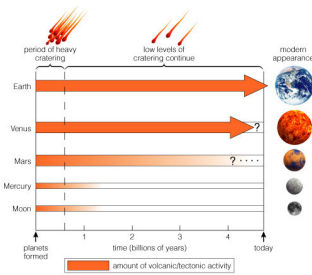 period of heavy
cratering
low levels of
cratering continue
modern
appearance
Earth
Venus
?
Mars
? · · · ·
Mercury
Moon
1
2
3
4
planets
formed
time (billions of years)
today
amount of volcanic/tectonic activity